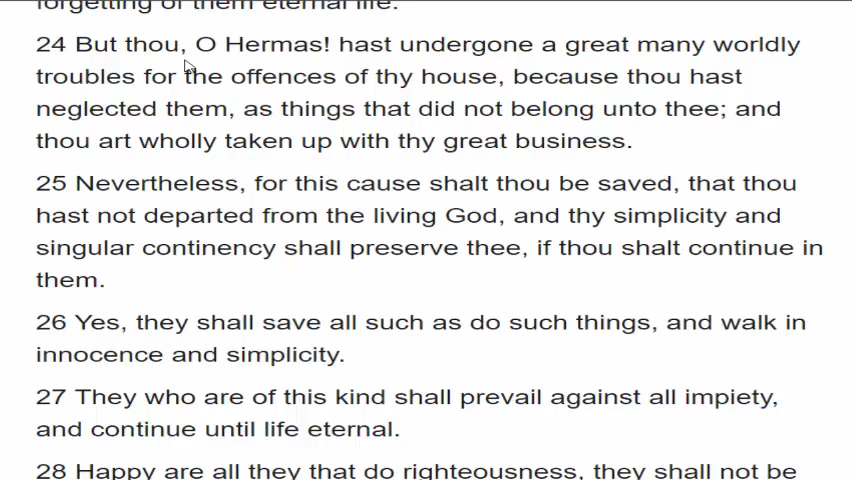 forgetting of them eternal life.
24 But thou, O Hermas! hast undergone a great many worldly
troubles for the offences of thy house, because thou hast
neglected them, as things that did not belong unto thee; and
thou art wholly taken up with thy great business.
25 Nevertheless, for this cause shalt thou be saved, that thou
hast not departed from the living God, and thy simplicity and
singular continency shall preserve thee, if thou shalt continue in
them.
26 Yes, they shall save all such as do such things, and walk in
innocence and simplicity.
27 They who are of this kind shall prevail against all impiety,
and continue until life eternal.
28 Happy are all they that do righteousness, they shall not be